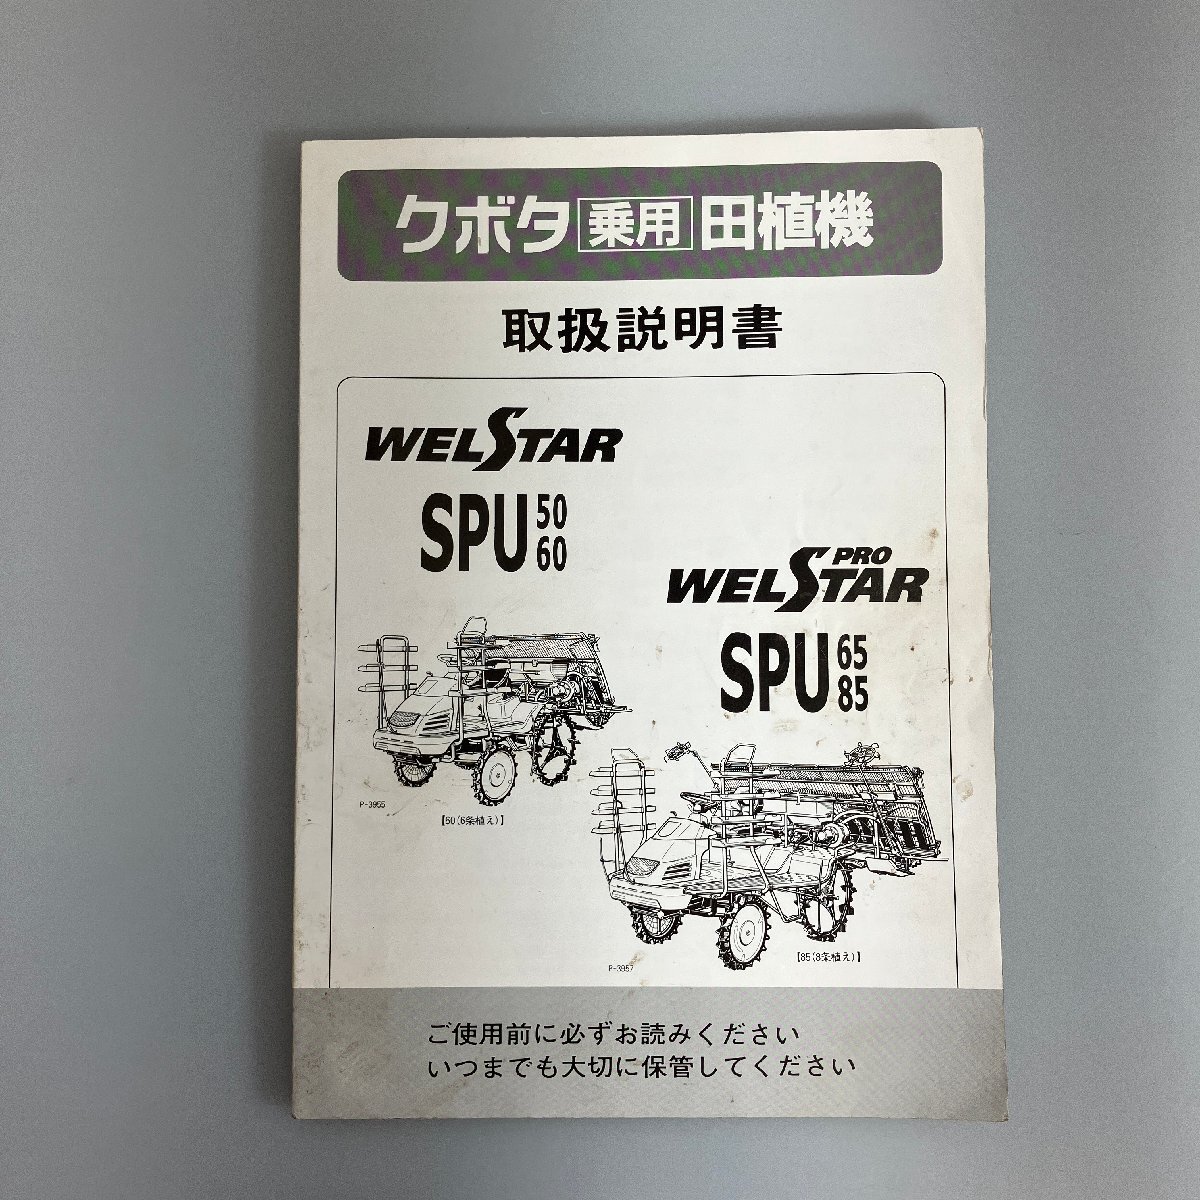 クボタ 乗用 田植機
取扱説明書
WELSTAR
SPU 50
60
PRO
WELSTAR
SPU 65
85
P-3955
【60(6条植え)】
P-3957
【85(8条植え)】
ご使用前に必ずお読みください
いつまでも大切に保管してください